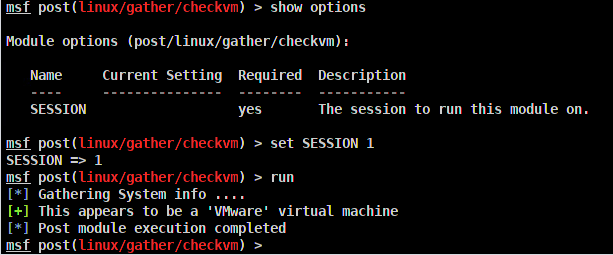 msf post(linux/gather/checkvm) > show options
Module options (post/linux/gather/checkvm):
Name Current Setting Required Description
---- --------------- -------- -----------
SESSION yes The session to run this module on.
msf post(linux/gather/checkvm) > set SESSION 1
SESSION => 1
msf post(linux/gather/checkvm) > run
[*] Gathering System info ....
[+] This appears to be a 'VMware' virtual machine
[*] Post module execution completed
msf post(linux/gather/checkvm) >